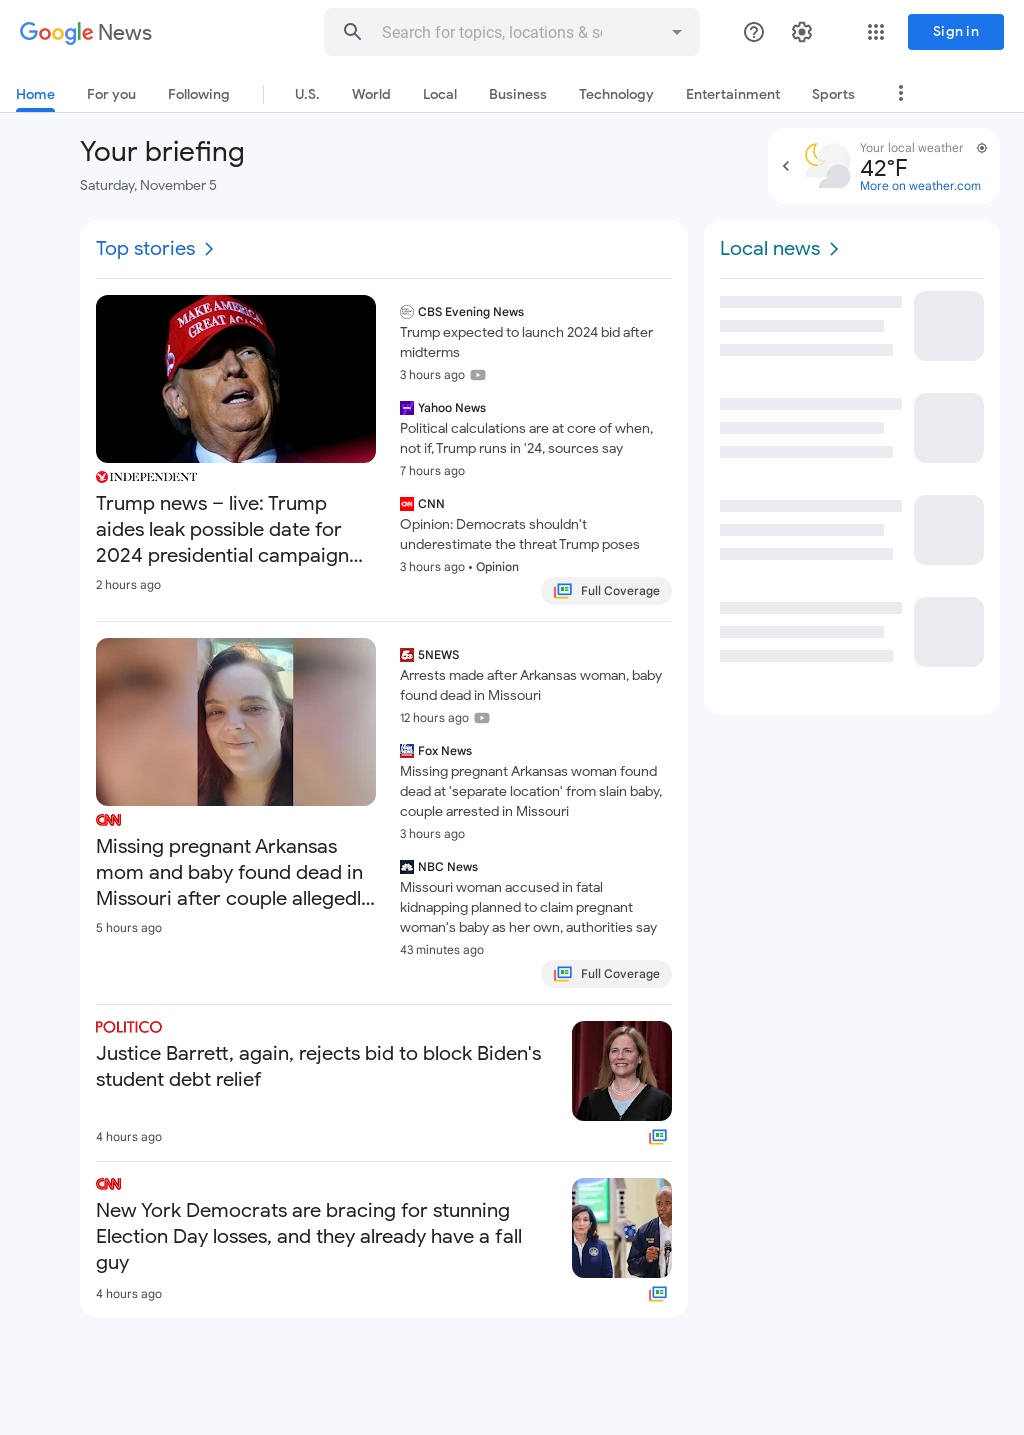 Google News
Search for topics, locations & so
Sign in
Home
For you
Following
U.S.
World
Local
Business
Technology
Entertainment
Sports
Your briefing
Saturday, November 5
Your local weather
42°F
More on weather.com
Top stories
MAKE AMERICA
GREAT AGAIN
INDEPENDENT
Trump news – live: Trump
aides leak possible date for
2024 presidential campaign...
2 hours ago
CBS Evening News
Trump expected to launch 2024 bid after
midterms
3 hours ago
Yahoo News
Political calculations are at core of when,
not if, Trump runs in '24, sources say
7 hours ago
CNN
CNN
Opinion: Democrats shouldn't
underestimate the threat Trump poses
3 hours ago • Opinion
Full Coverage
CNN
Missing pregnant Arkansas
mom and baby found dead in
Missouri after couple allegedl...
5 hours ago
5NEWS
Arrests made after Arkansas woman, baby
found dead in Missouri
12 hours ago
Fox News
Missing pregnant Arkansas woman found
dead at 'separate location' from slain baby,
couple arrested in Missouri
3 hours ago
NBC News
Missouri woman accused in fatal
kidnapping planned to claim pregnant
woman's baby as her own, authorities say
43 minutes ago
Full Coverage
POLITICO
Justice Barrett, again, rejects bid to block Biden's
student debt relief
4 hours ago
CNN
New York Democrats are bracing for stunning
Election Day losses, and they already have a fall
guy
4 hours ago
Local news